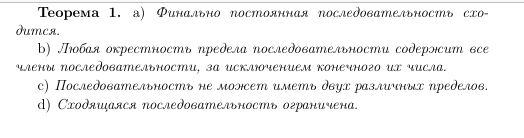 Теорема 1. a) Финально постоянная последовательность схо-
дится.
b) Любая окрестность предела последовательности содержит все
члены последовательности, за исключением конечного их числа.
c) Последовательность не может иметь двух различных пределов.
d) Сходящаяся последовательность ограничена.